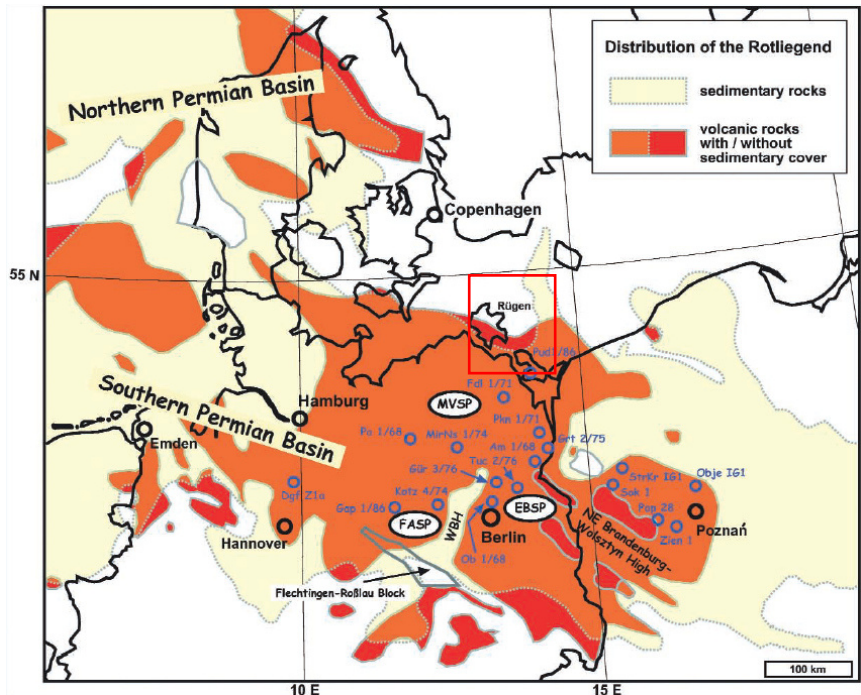 Distribution of the Rotliegend
sedimentary rocks
volcanic rocks
with / without
sedimentary cover
Northern Permian Basin
Copenhagen
55 N
Rügen
Pud1/86
Southern Permian Basin
Hamburg
MVSP
Fdl 1/71
Emden
Pa 1/68
MirNs 1/74
Pkn 1/71
Am 1/68
Grt 2/75
Tuc 2/76
Gür 3/76
StrKr IG1
Obje IG1
Sok 1
Dgf Z1a
Kotz 4/74
Gap 1/86
FASP
WBH
EBSP
Pop 28
Poznań
Zien 1
Hannover
Berlin
Ob 1/68
NE Brandenburg-
Wolsztyn High
Flechtingen-Roßlau Block
100 km
10 E
15 E